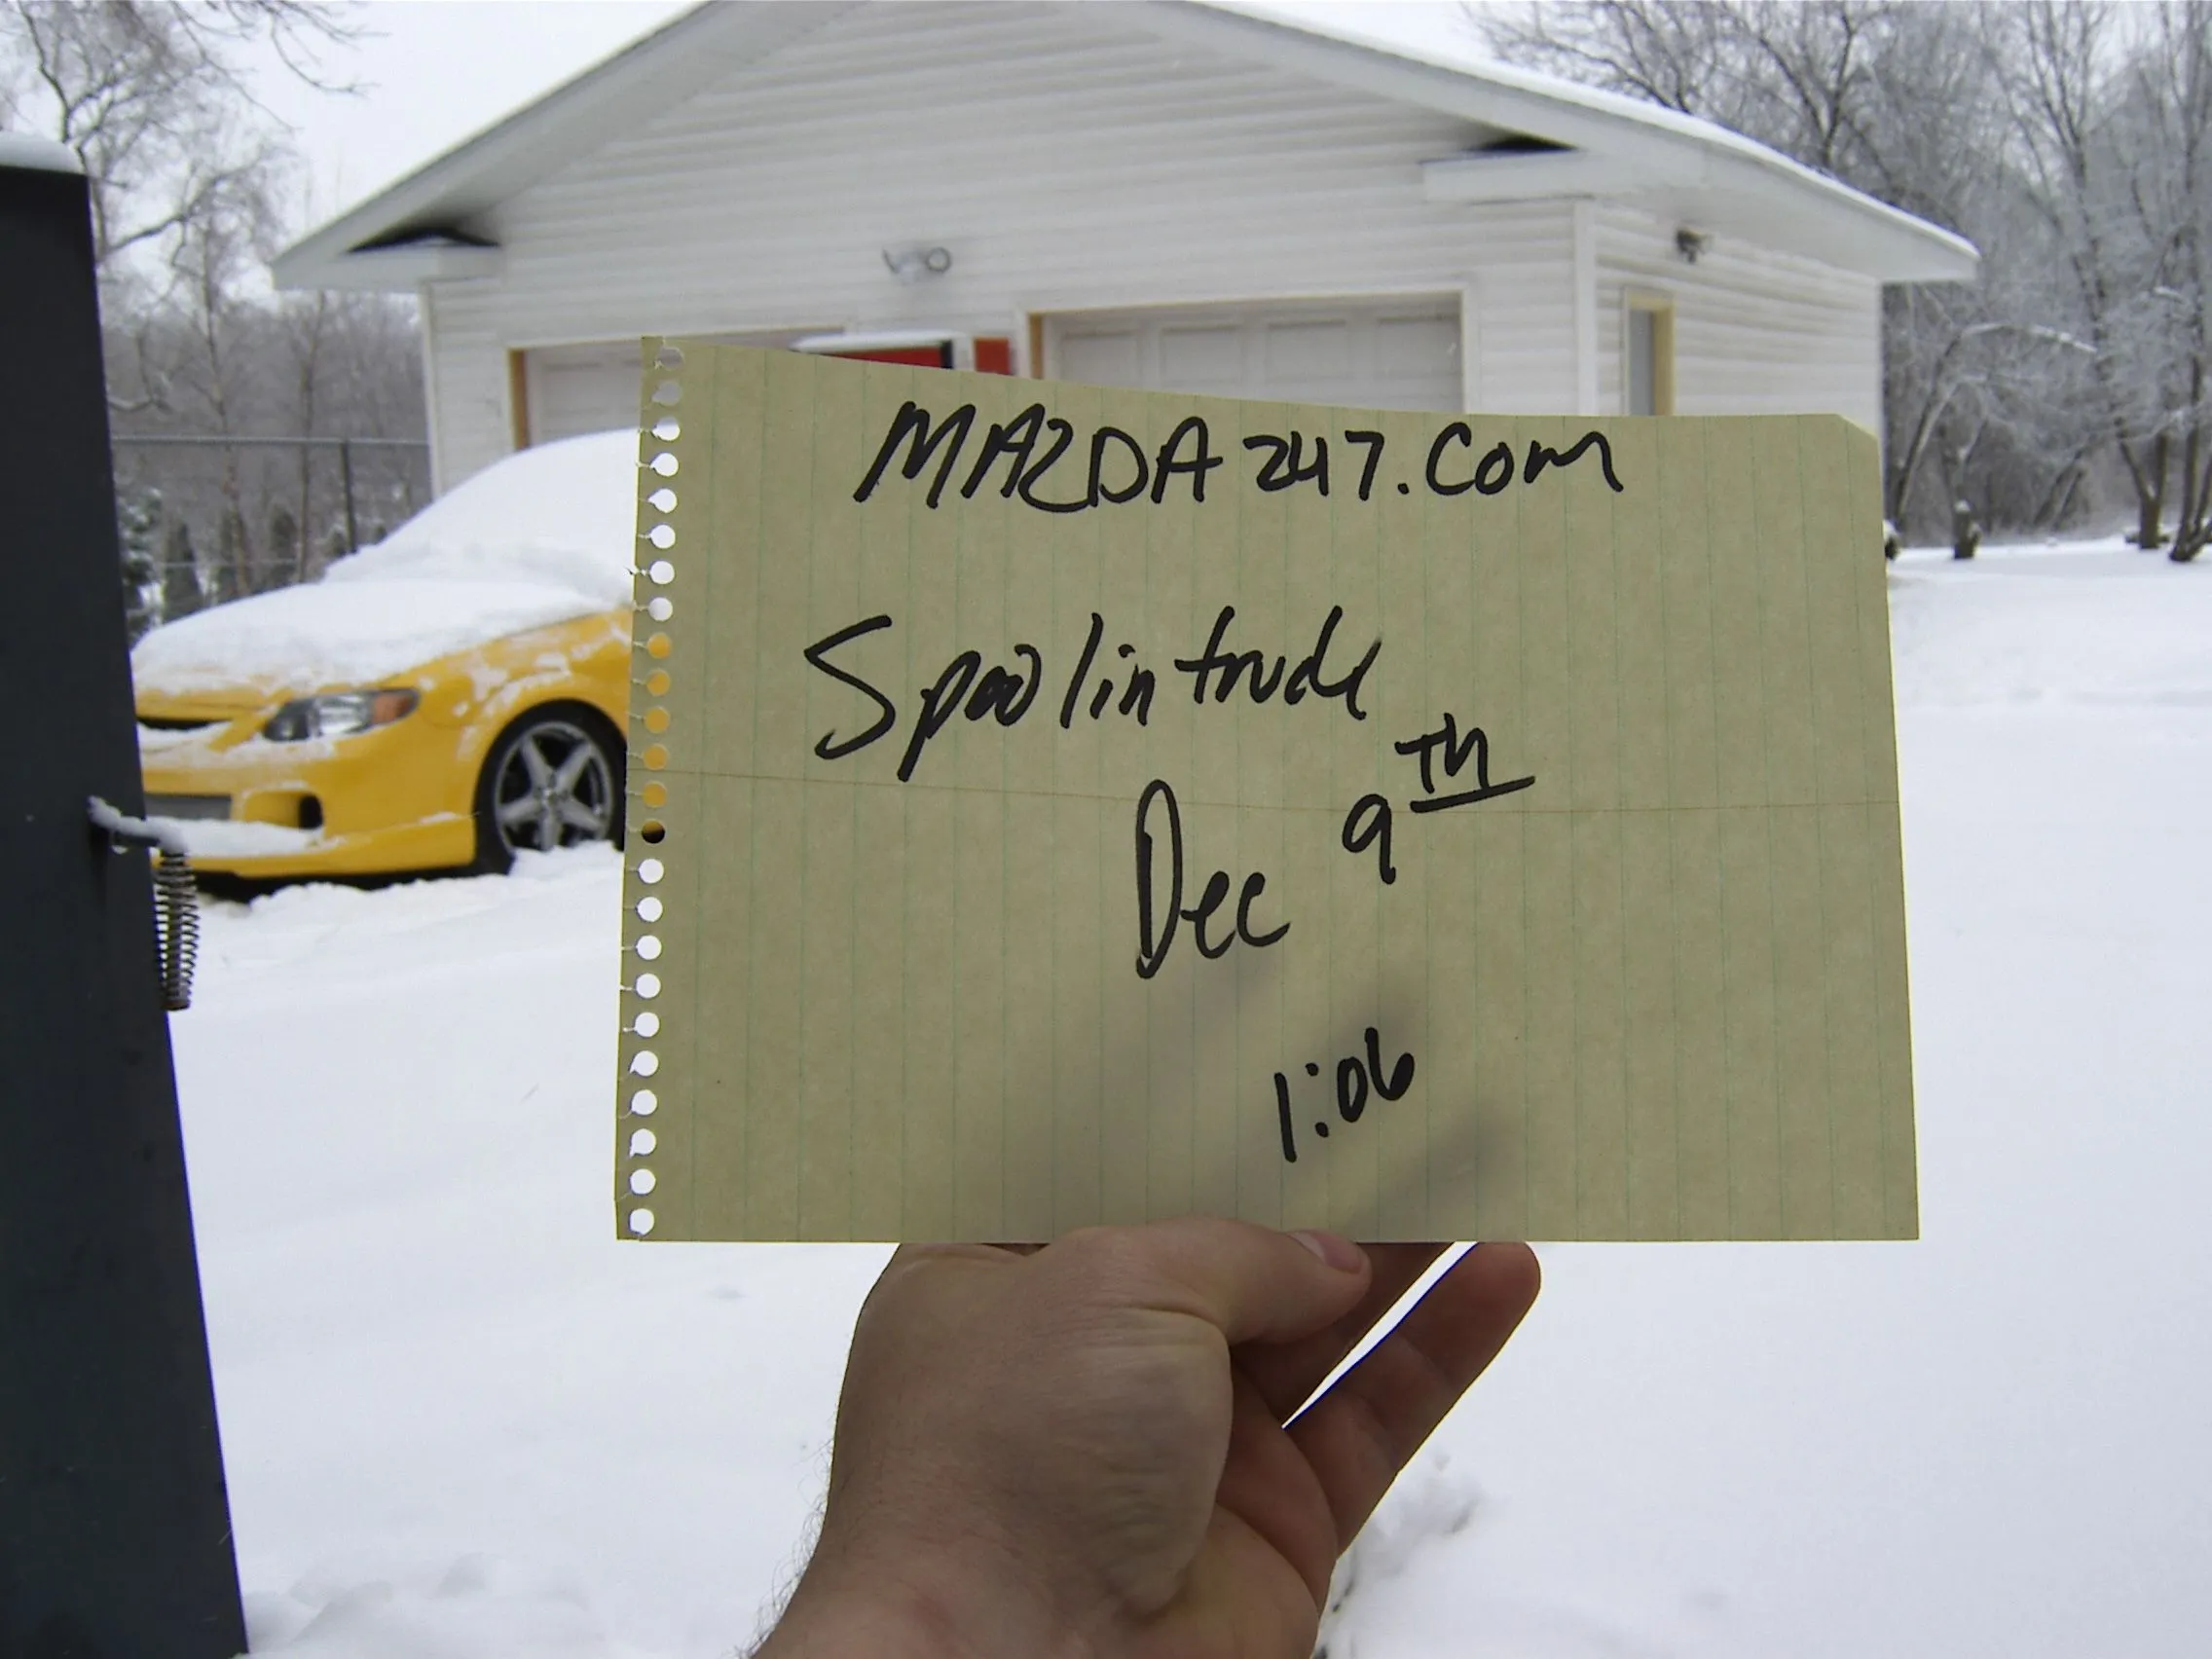 MAZDA247.com
Spoolintrude
Dec 9TH
1:06